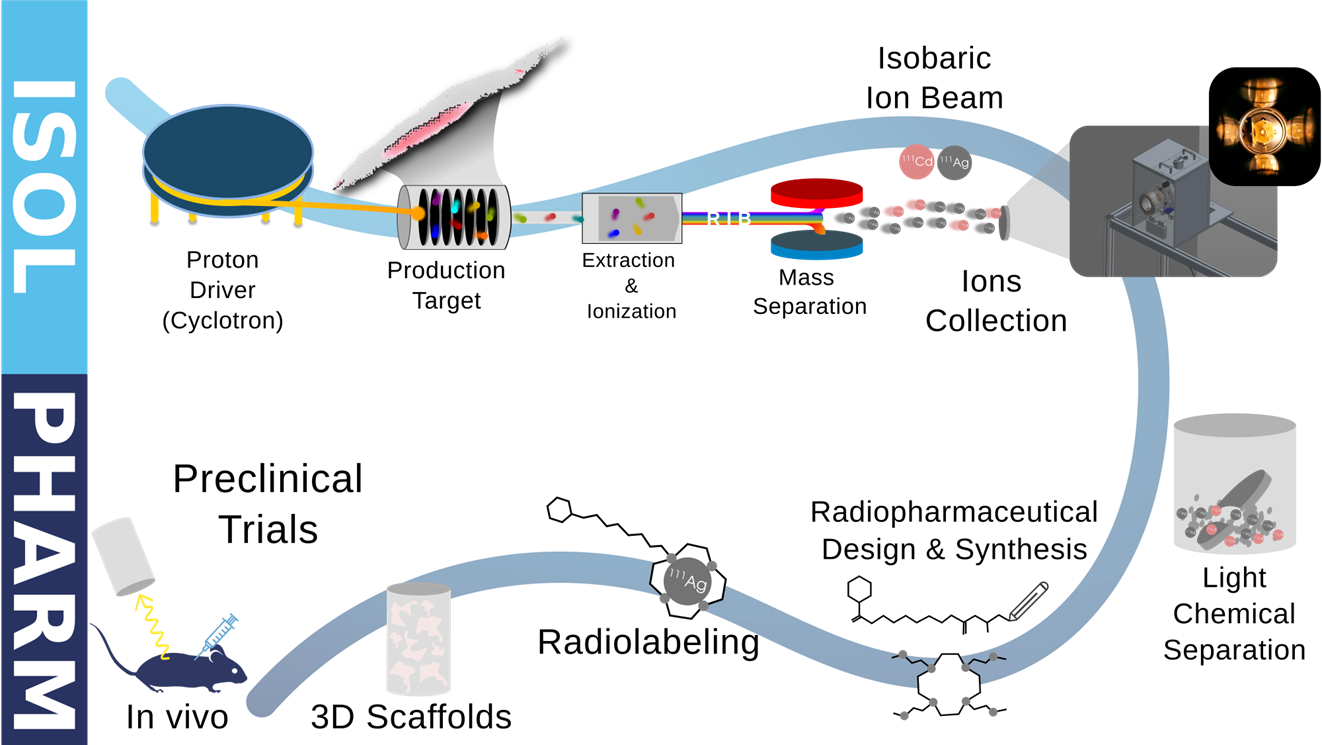 ISOL
PHARM
Proton
Driver
(Cyclotron)
Production
Target
Extraction
&
Ionization
RIB
Mass
Separation
Isobaric
Ion Beam
¹¹¹Cd
¹¹¹Ag
Ions
Collection
Light
Chemical
Separation
Radiopharmaceutical
Design & Synthesis
¹¹¹Ag
Radiolabeling
3D Scaffolds
Preclinical
Trials
In vivo